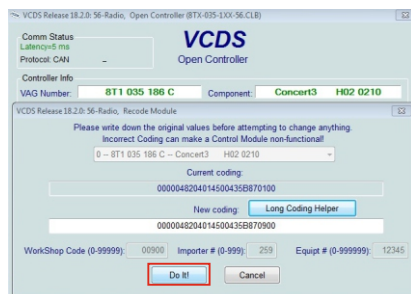 VCDS Release 18.2.0: 56-Radio, Open Controller (8TX-035-1XX-56.CLB)
Comm Status
Latency=5 ms
Protocol: CAN
VCDS
Open Controller
Controller Info
VAG Number: 8T1 035 186 C Component: Concert3 H02 0210
VCDS Release 18.2.0: 56-Radio, Recode Module
Please write down the original values before attempting to change anything.
Incorrect Coding can make a Control Module non-functional!
0 -- 8T1 035 186 C -- Concert3 H02 0210
Current coding:
0000048204014500435B870100
New coding: Long Coding Helper
0000048204014500435B870900
WorkShop Code (0-99999): 00900 Importer # (0-999): 259 Equipt # (0-999999): 12345
Do It! Cancel